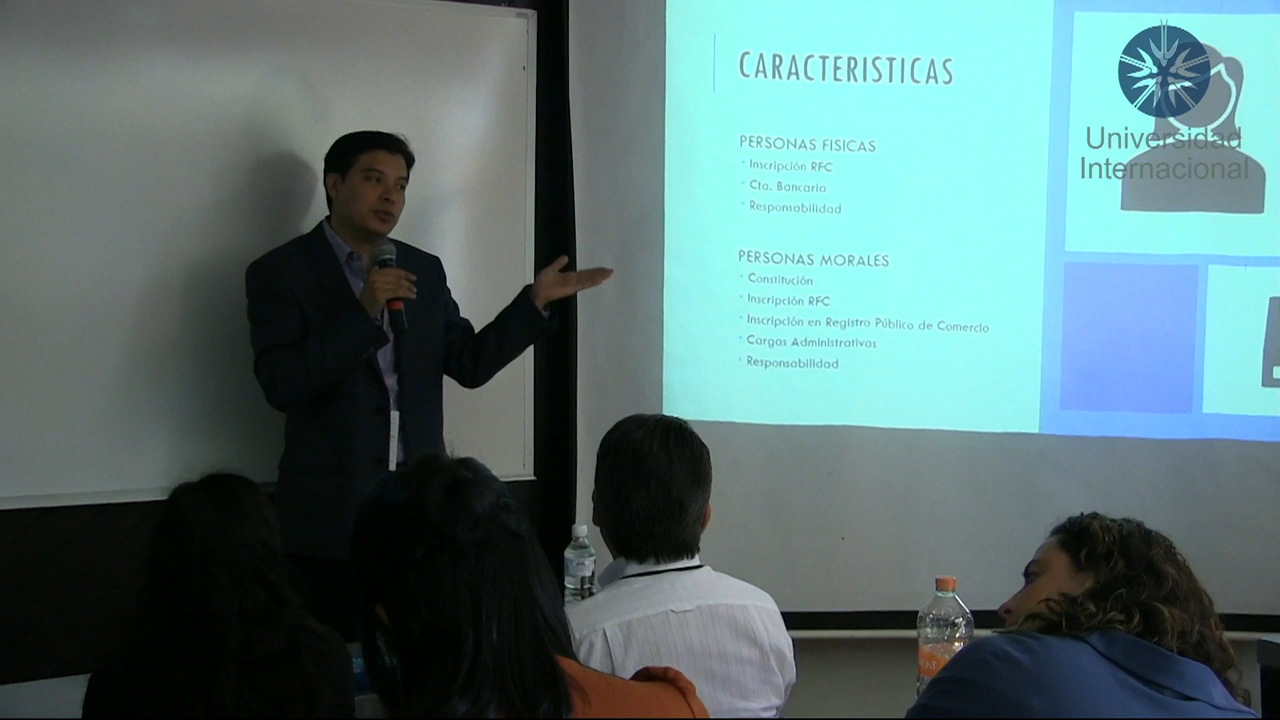 CARACTERISTICAS
PERSONAS FISICAS
Inscripción RFC
Cta. Bancaria
Responsabilidad
PERSONAS MORALES
Constitución
Inscripción RFC
Inscripción en Registro Público de Comercio
Cargas Administrativas
Responsabilidad
Universidad
Internacional